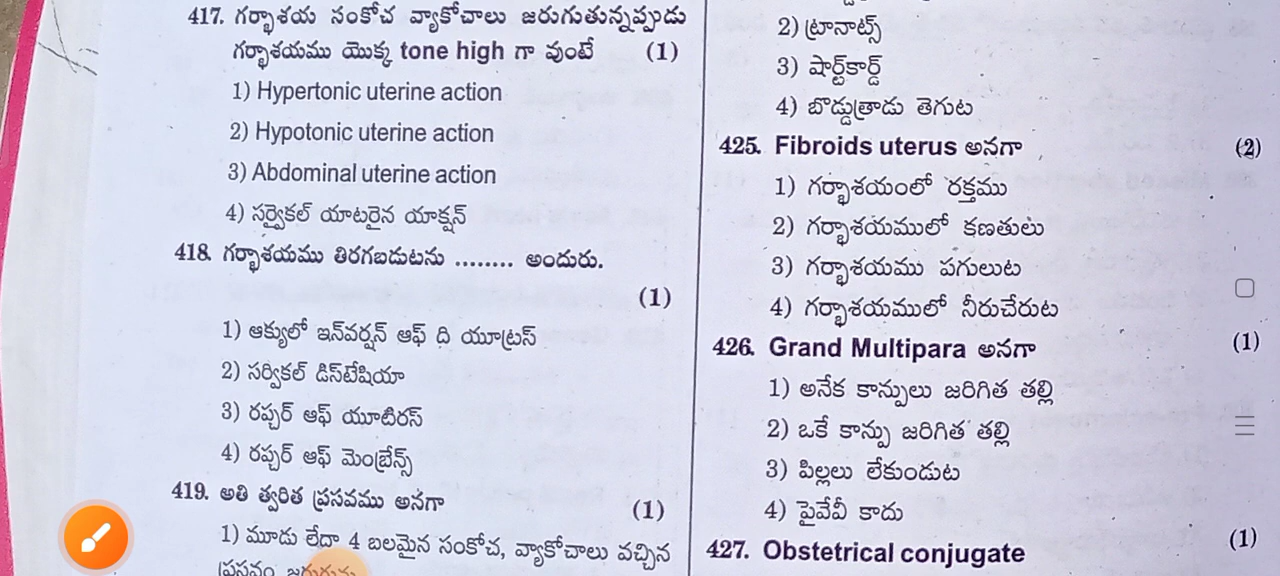 417. గర్భాశయ సంకోచ వ్యాకోచాలు జరుగుతున్నప్పుడు
గర్భాశయము యొక్క tone high గా వుంటే (1)
1) Hypertonic uterine action
2) Hypotonic uterine action
3) Abdominal uterine action
4) సర్వైకల్ యూటరైన యాక్షన్
418. గర్భాశయము తిరగబడుటను ........ అందురు.
(1)
1) ఆక్యులో ఇన్‌వర్షన్ ఆఫ్ ది యూట్రస్
2) సర్వికల్ డిస్‌టేషియా
3) రప్చర్ ఆఫ్ యూటిరస్
4) రప్చర్ ఆఫ్ మెంబ్రేన్స్
419. అతి త్వరిత ప్రసవము అనగా
(1)
1) మూడు లేదా 4 బలమైన సంకోచ, వ్యాకోచాలు వచ్చిన
ప్రసవం
2) ట్రానాట్స్
3) షార్ట్‌కార్డ్
4) బొడ్డుత్రాడు తెగుట
425. Fibroids uterus అనగా (2)
1) గర్భాశయంలో రక్తము
2) గర్భాశయములో కణతులు
3) గర్భాశయము పగులుట
4) గర్భాశయములో నీరుచేరుట
426. Grand Multipara అనగా (1)
1) అనేక కాన్పులు జరిగిత తల్లి
2) ఒకే కాన్పు జరిగిత తల్లి
3) పిల్లలు లేకుండుట
4) పైవేవీ కాదు
427. Obstetrical conjugate (1)